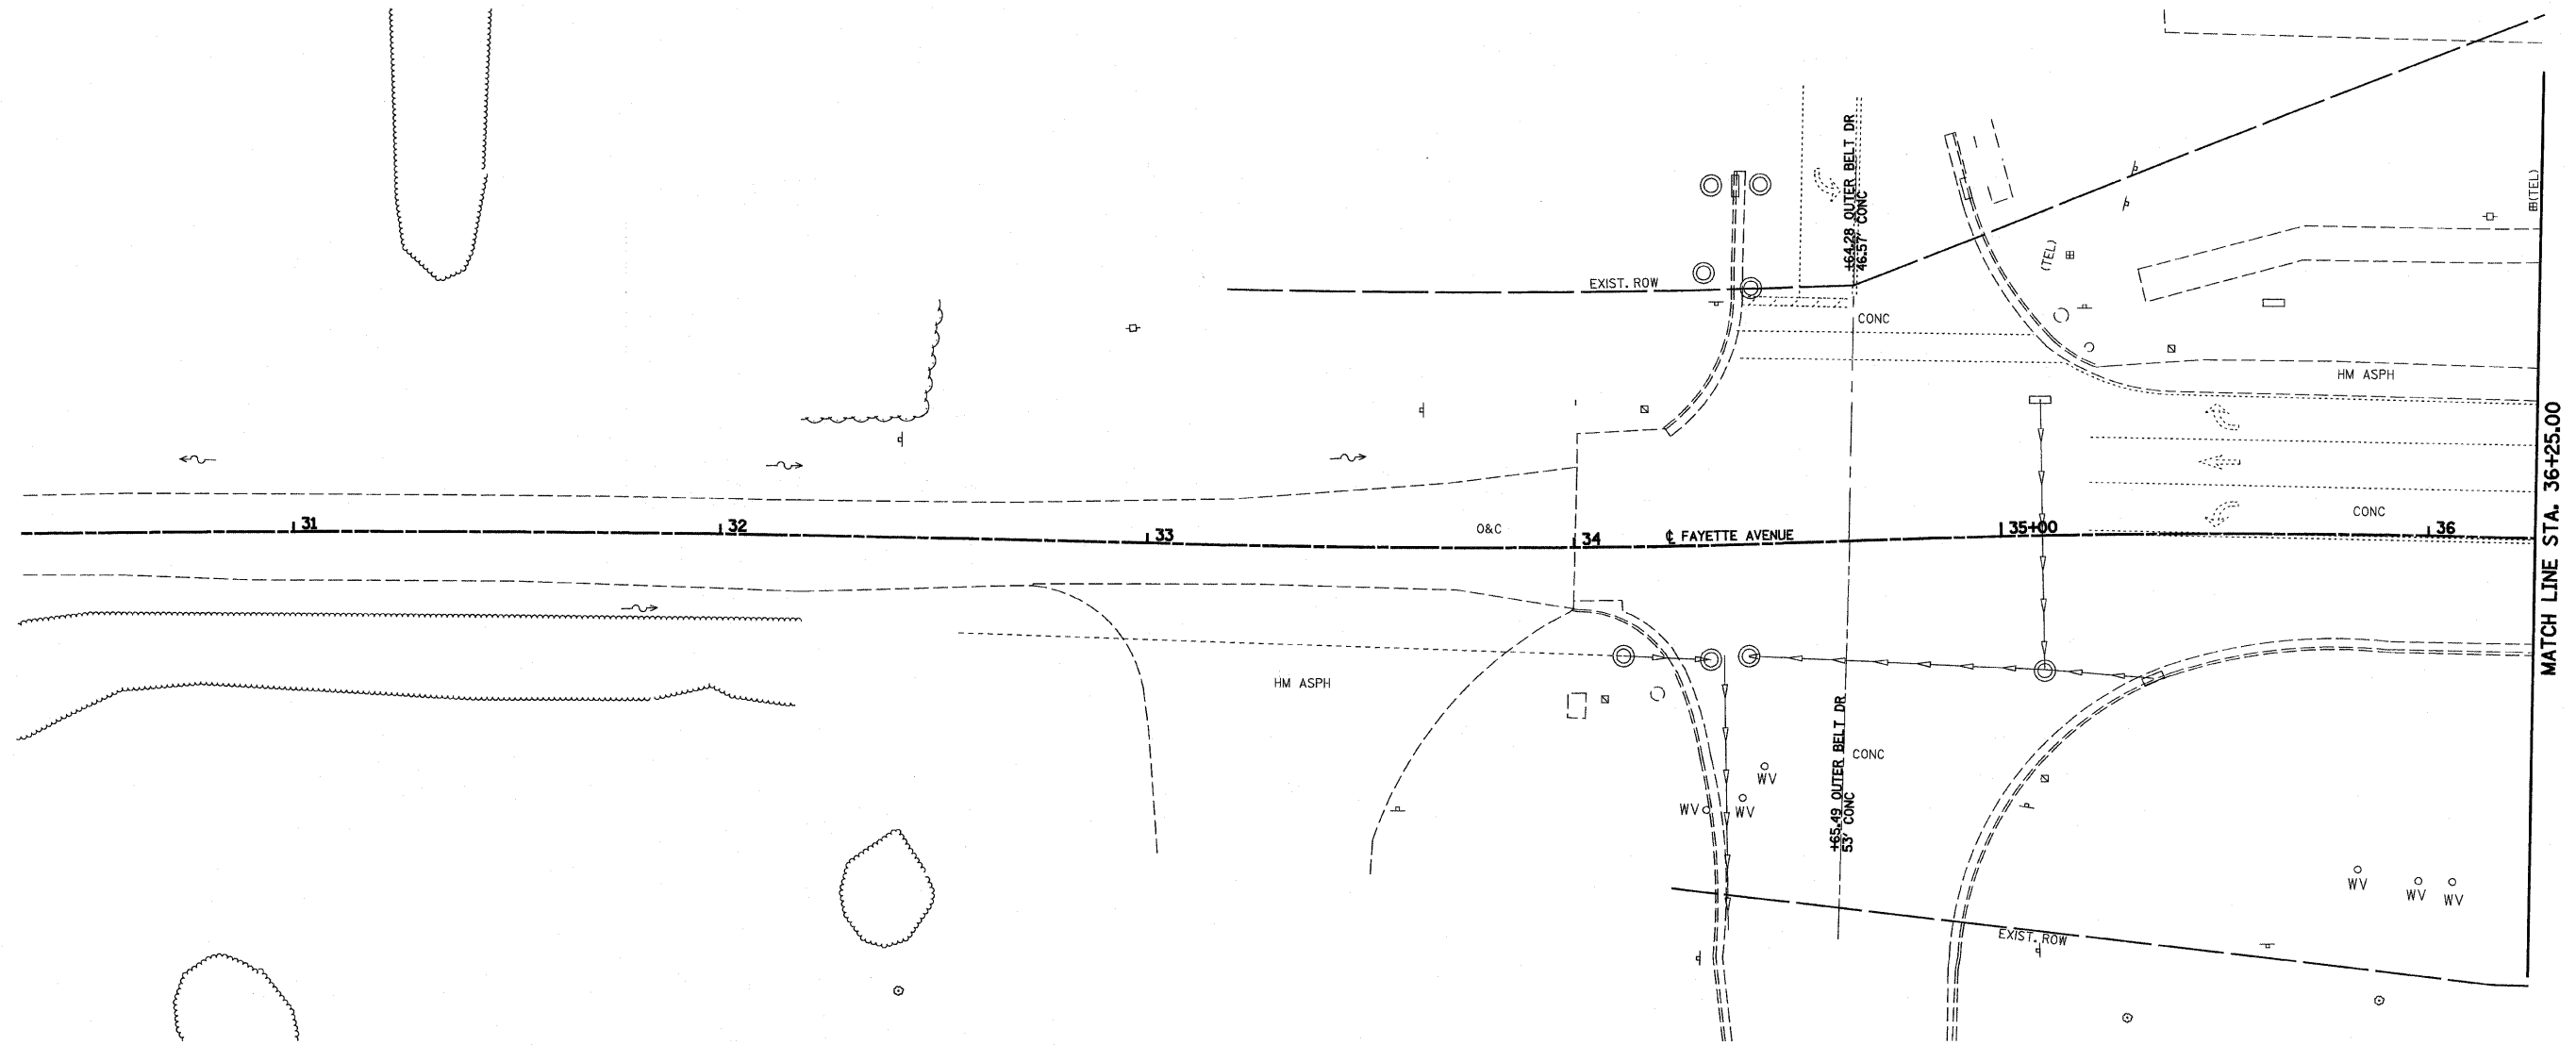 +64.28 OUTER BELT DR
46.57' CONC
(TEL)
(TEL)
EXIST. ROW
CONC
HM ASPH
MATCH LINE STA. 36+25.00
31
32
33
O&C
34
℄ FAYETTE AVENUE
35+00
CONC
36
HM ASPH
+65.49 OUTER BELT DR
53' CONC
CONC
WV
WV
WV
WV
WV
WV
EXIST. ROW